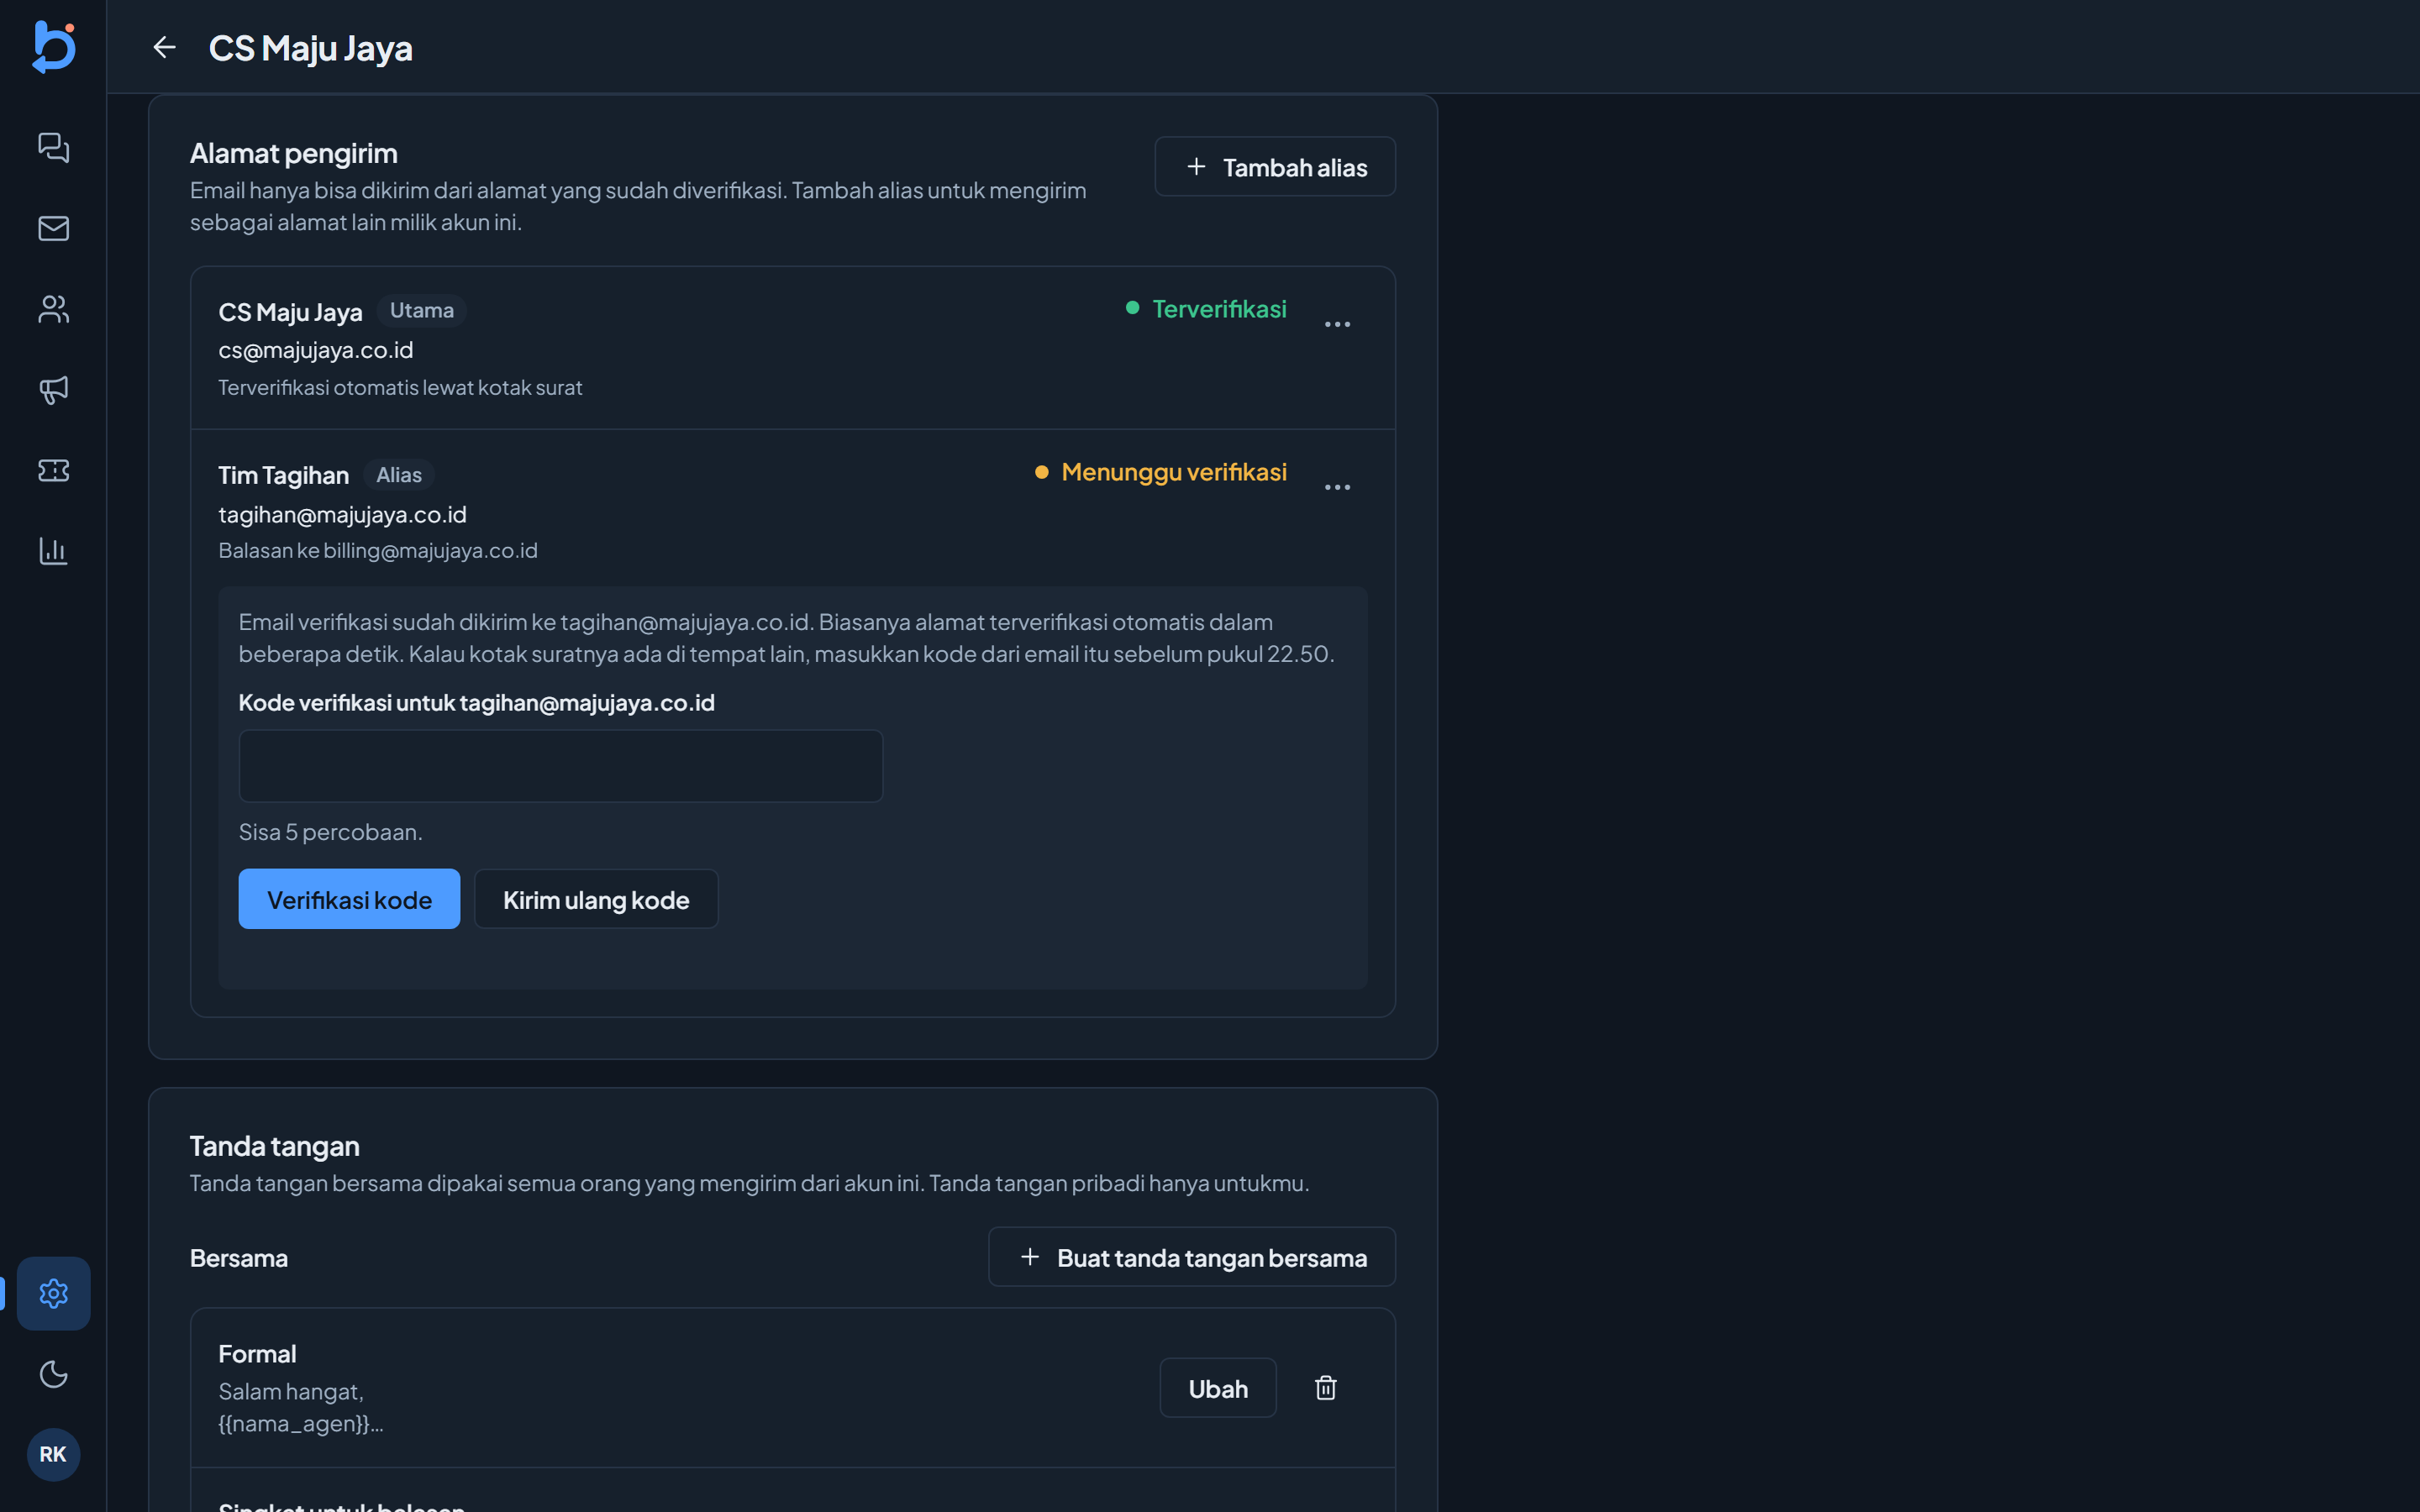 CS Maju Jaya
Alamat pengirim
Email hanya bisa dikirim dari alamat yang sudah diverifikasi. Tambah alias untuk mengirim
sebagai alamat lain milik akun ini.
Tambah alias
CS Maju Jaya
Utama
Terverifikasi
cs@majujaya.co.id
Terverifikasi otomatis lewat kotak surat
Tim Tagihan
Alias
Menunggu verifikasi
tagihan@majujaya.co.id
Balasan ke billing@majujaya.co.id
Email verifikasi sudah dikirim ke tagihan@majujaya.co.id. Biasanya alamat terverifikasi otomatis dalam
beberapa detik. Kalau kotak suratnya ada di tempat lain, masukkan kode dari email itu sebelum pukul 22.50.
Kode verifikasi untuk tagihan@majujaya.co.id
Sisa 5 percobaan.
Verifikasi kode
Kirim ulang kode
Tanda tangan
Tanda tangan bersama dipakai semua orang yang mengirim dari akun ini. Tanda tangan pribadi hanya untukmu.
Bersama
Buat tanda tangan bersama
Formal
Salam hangat,
{{nama_agen}}...
Ubah
Singkat untuk balasan
RK